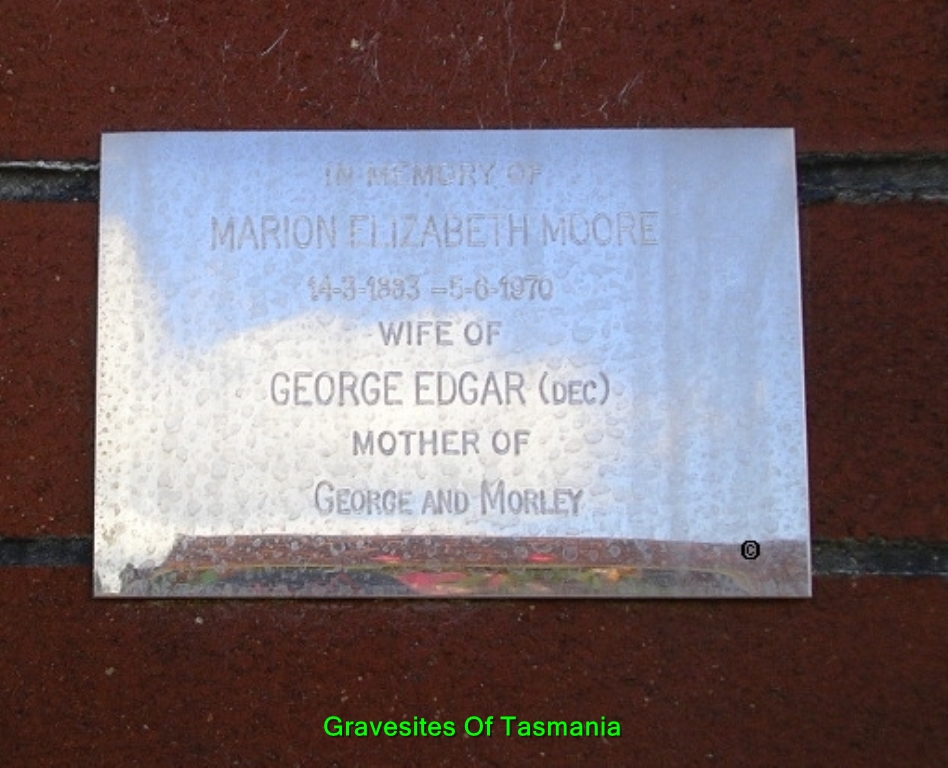 IN MEMORY OF
MARION ELIZABETH MOORE
14-3-1883 – 5-6-1970
WIFE OF
GEORGE EDGAR (DEC)
MOTHER OF
GEORGE AND MORLEY
©
Gravesites Of Tasmania